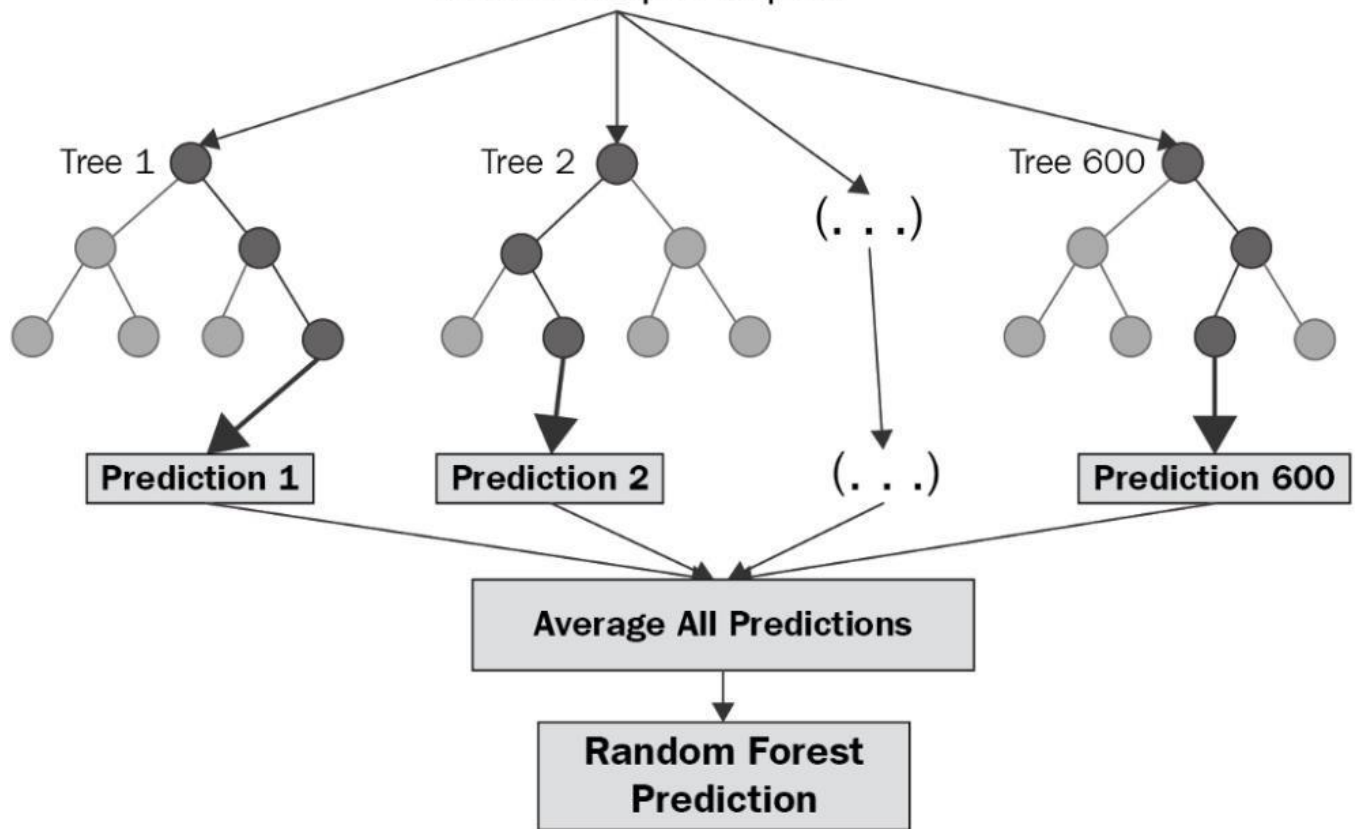 Tree 1
Tree 2
(. . .)
Tree 600
Prediction 1
Prediction 2
(. . .)
Prediction 600
Average All Predictions
Random Forest
Prediction